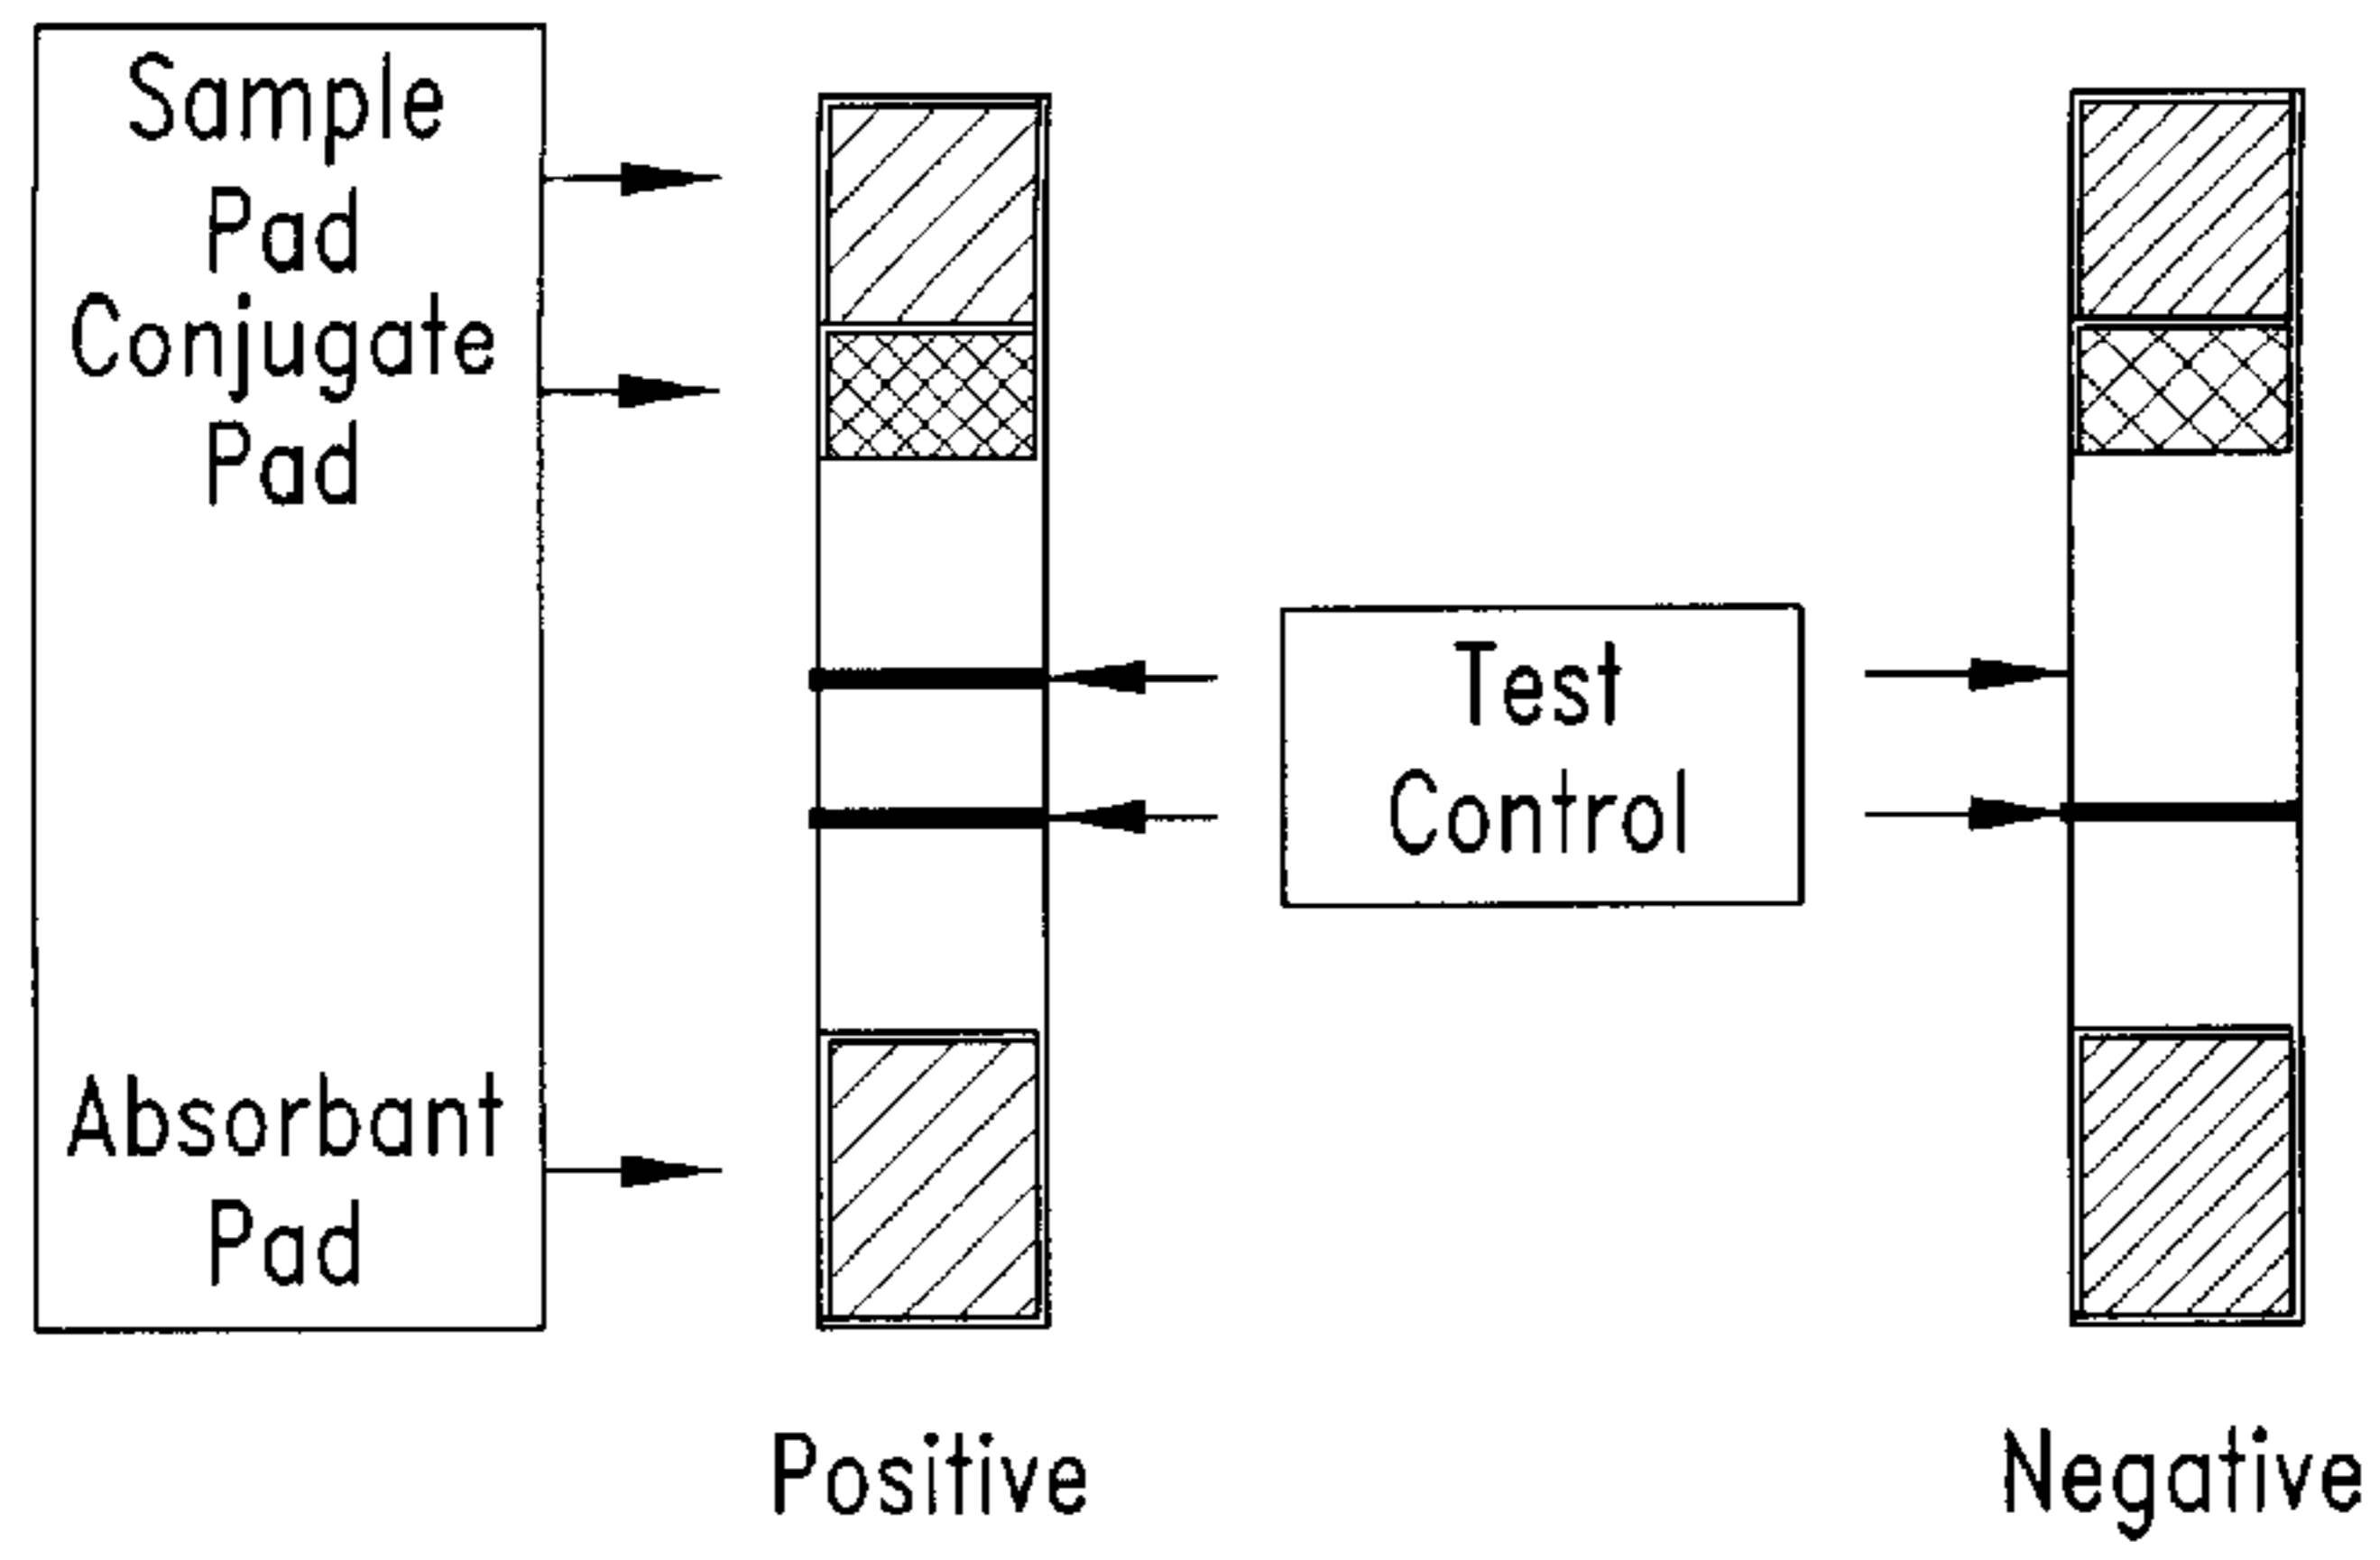 Sample
Pad
Conjugate
Pad
Absorbant
Pad
Test
Control
Positive
Negative